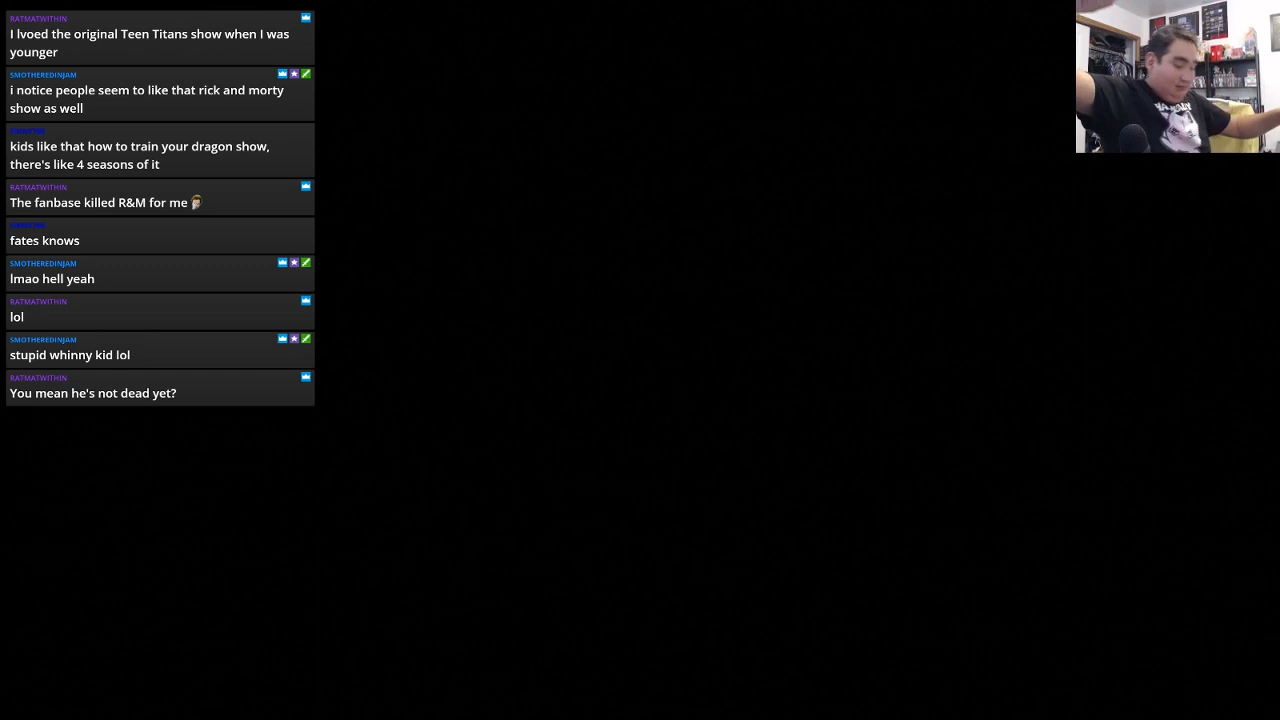 RATMATWITHIN
I lvoed the original Teen Titans show when I was
younger
SMOTHEREDINJAM
i notice people seem to like that rick and morty
show as well
kids like that how to train your dragon show,
there's like 4 seasons of it
RATMATWITHIN
The fanbase killed R&M for me
fates knows
SMOTHEREDINJAM
lmao hell yeah
RATMATWITHIN
lol
SMOTHEREDINJAM
stupid whinny kid lol
RATMATWITHIN
You mean he's not dead yet?